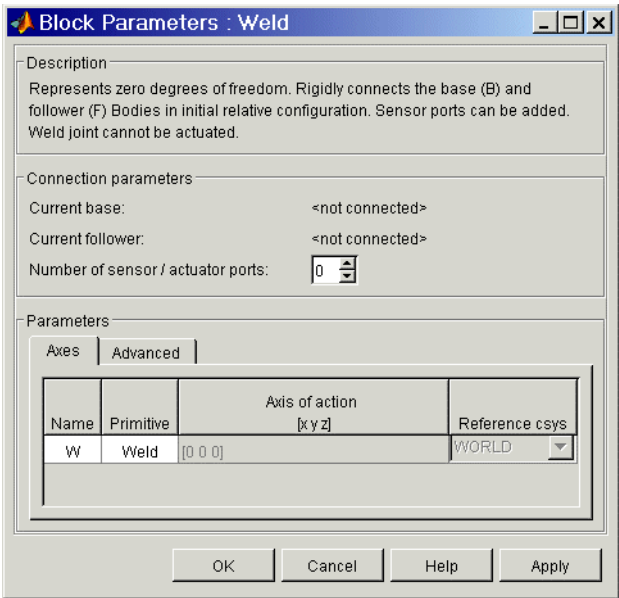 Block Parameters : Weld
Description
Represents zero degrees of freedom. Rigidly connects the base (B) and
follower (F) Bodies in initial relative configuration. Sensor ports can be added.
Weld joint cannot be actuated.
Connection parameters
Current base: <not connected>
Current follower: <not connected>
Number of sensor / actuator ports: 0
Parameters
Axes Advanced
Name Primitive Axis of action [x y z] Reference csys
W Weld [0 0 0] WORLD
OK Cancel Help Apply